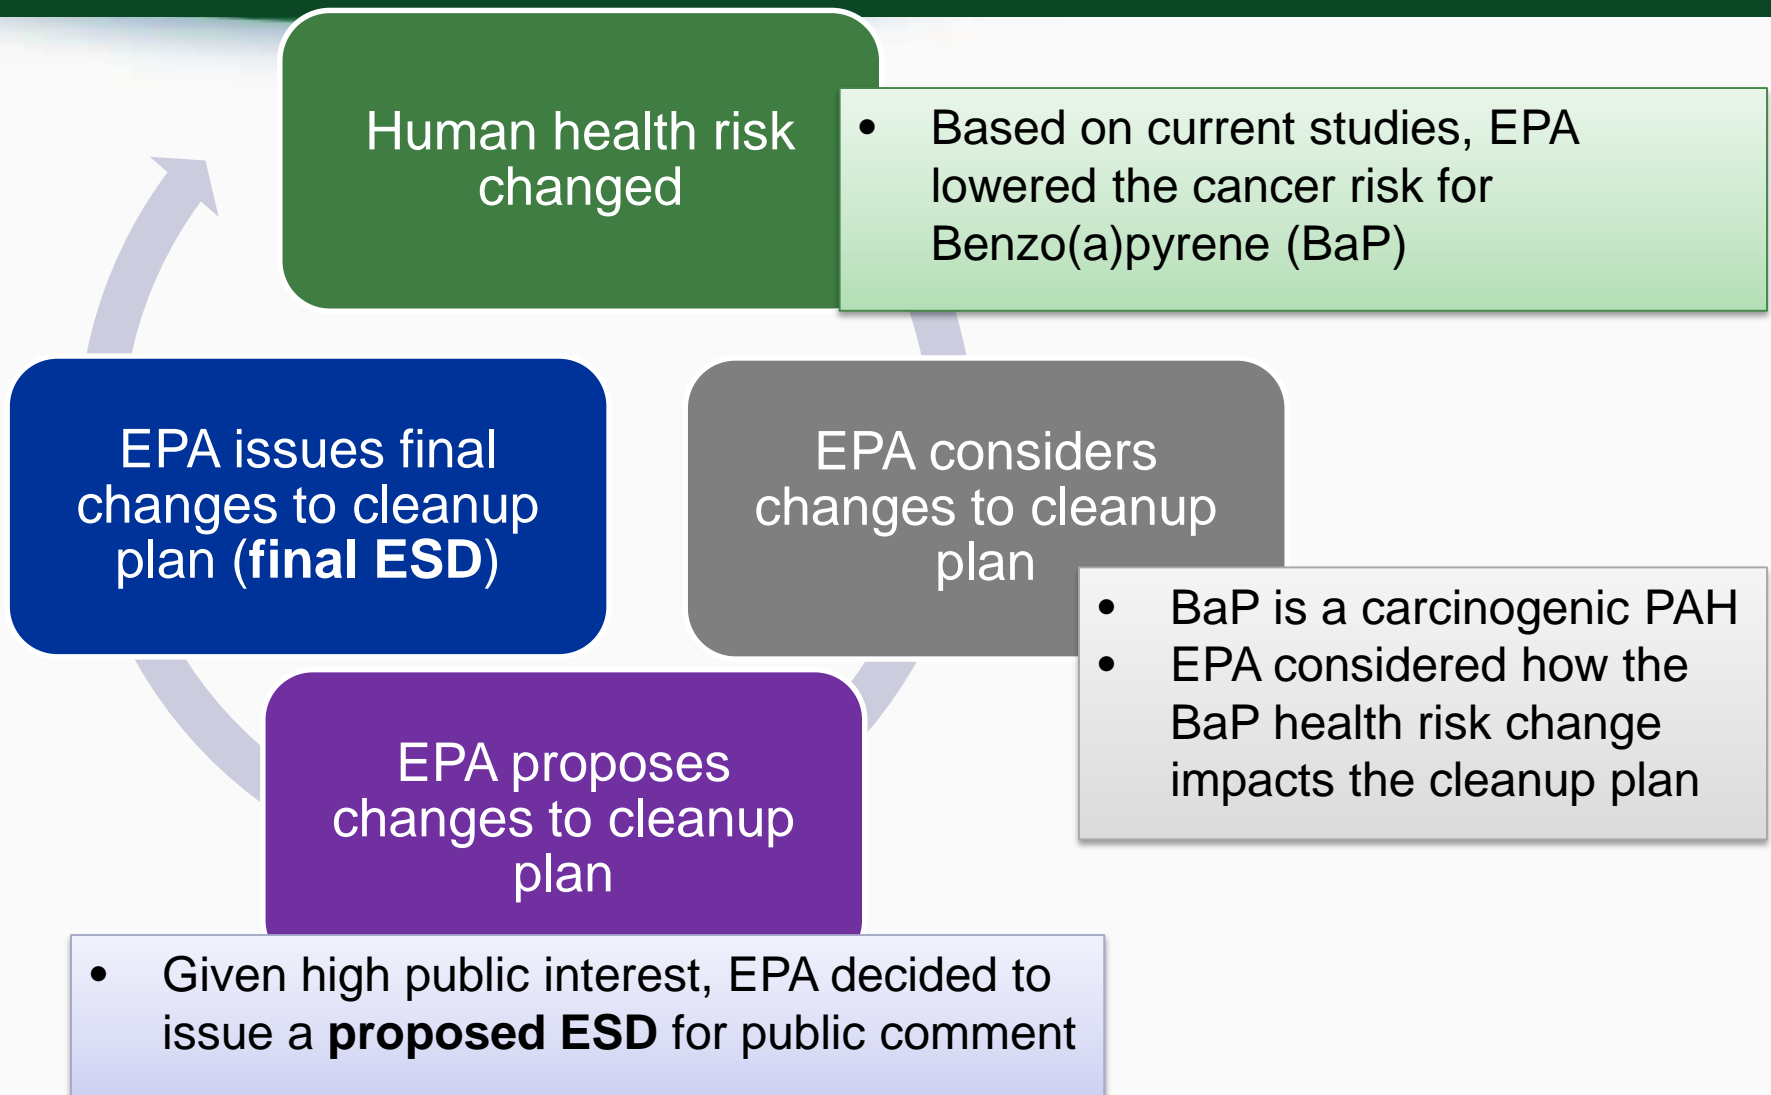 Human health risk
changed
• Based on current studies, EPA
lowered the cancer risk for
Benzo(a)pyrene (BaP)
EPA considers
changes to cleanup
plan
• BaP is a carcinogenic PAH
• EPA considered how the
BaP health risk change
impacts the cleanup plan
EPA proposes
changes to cleanup
plan
• Given high public interest, EPA decided to
issue a proposed ESD for public comment
EPA issues final
changes to cleanup
plan (final ESD)